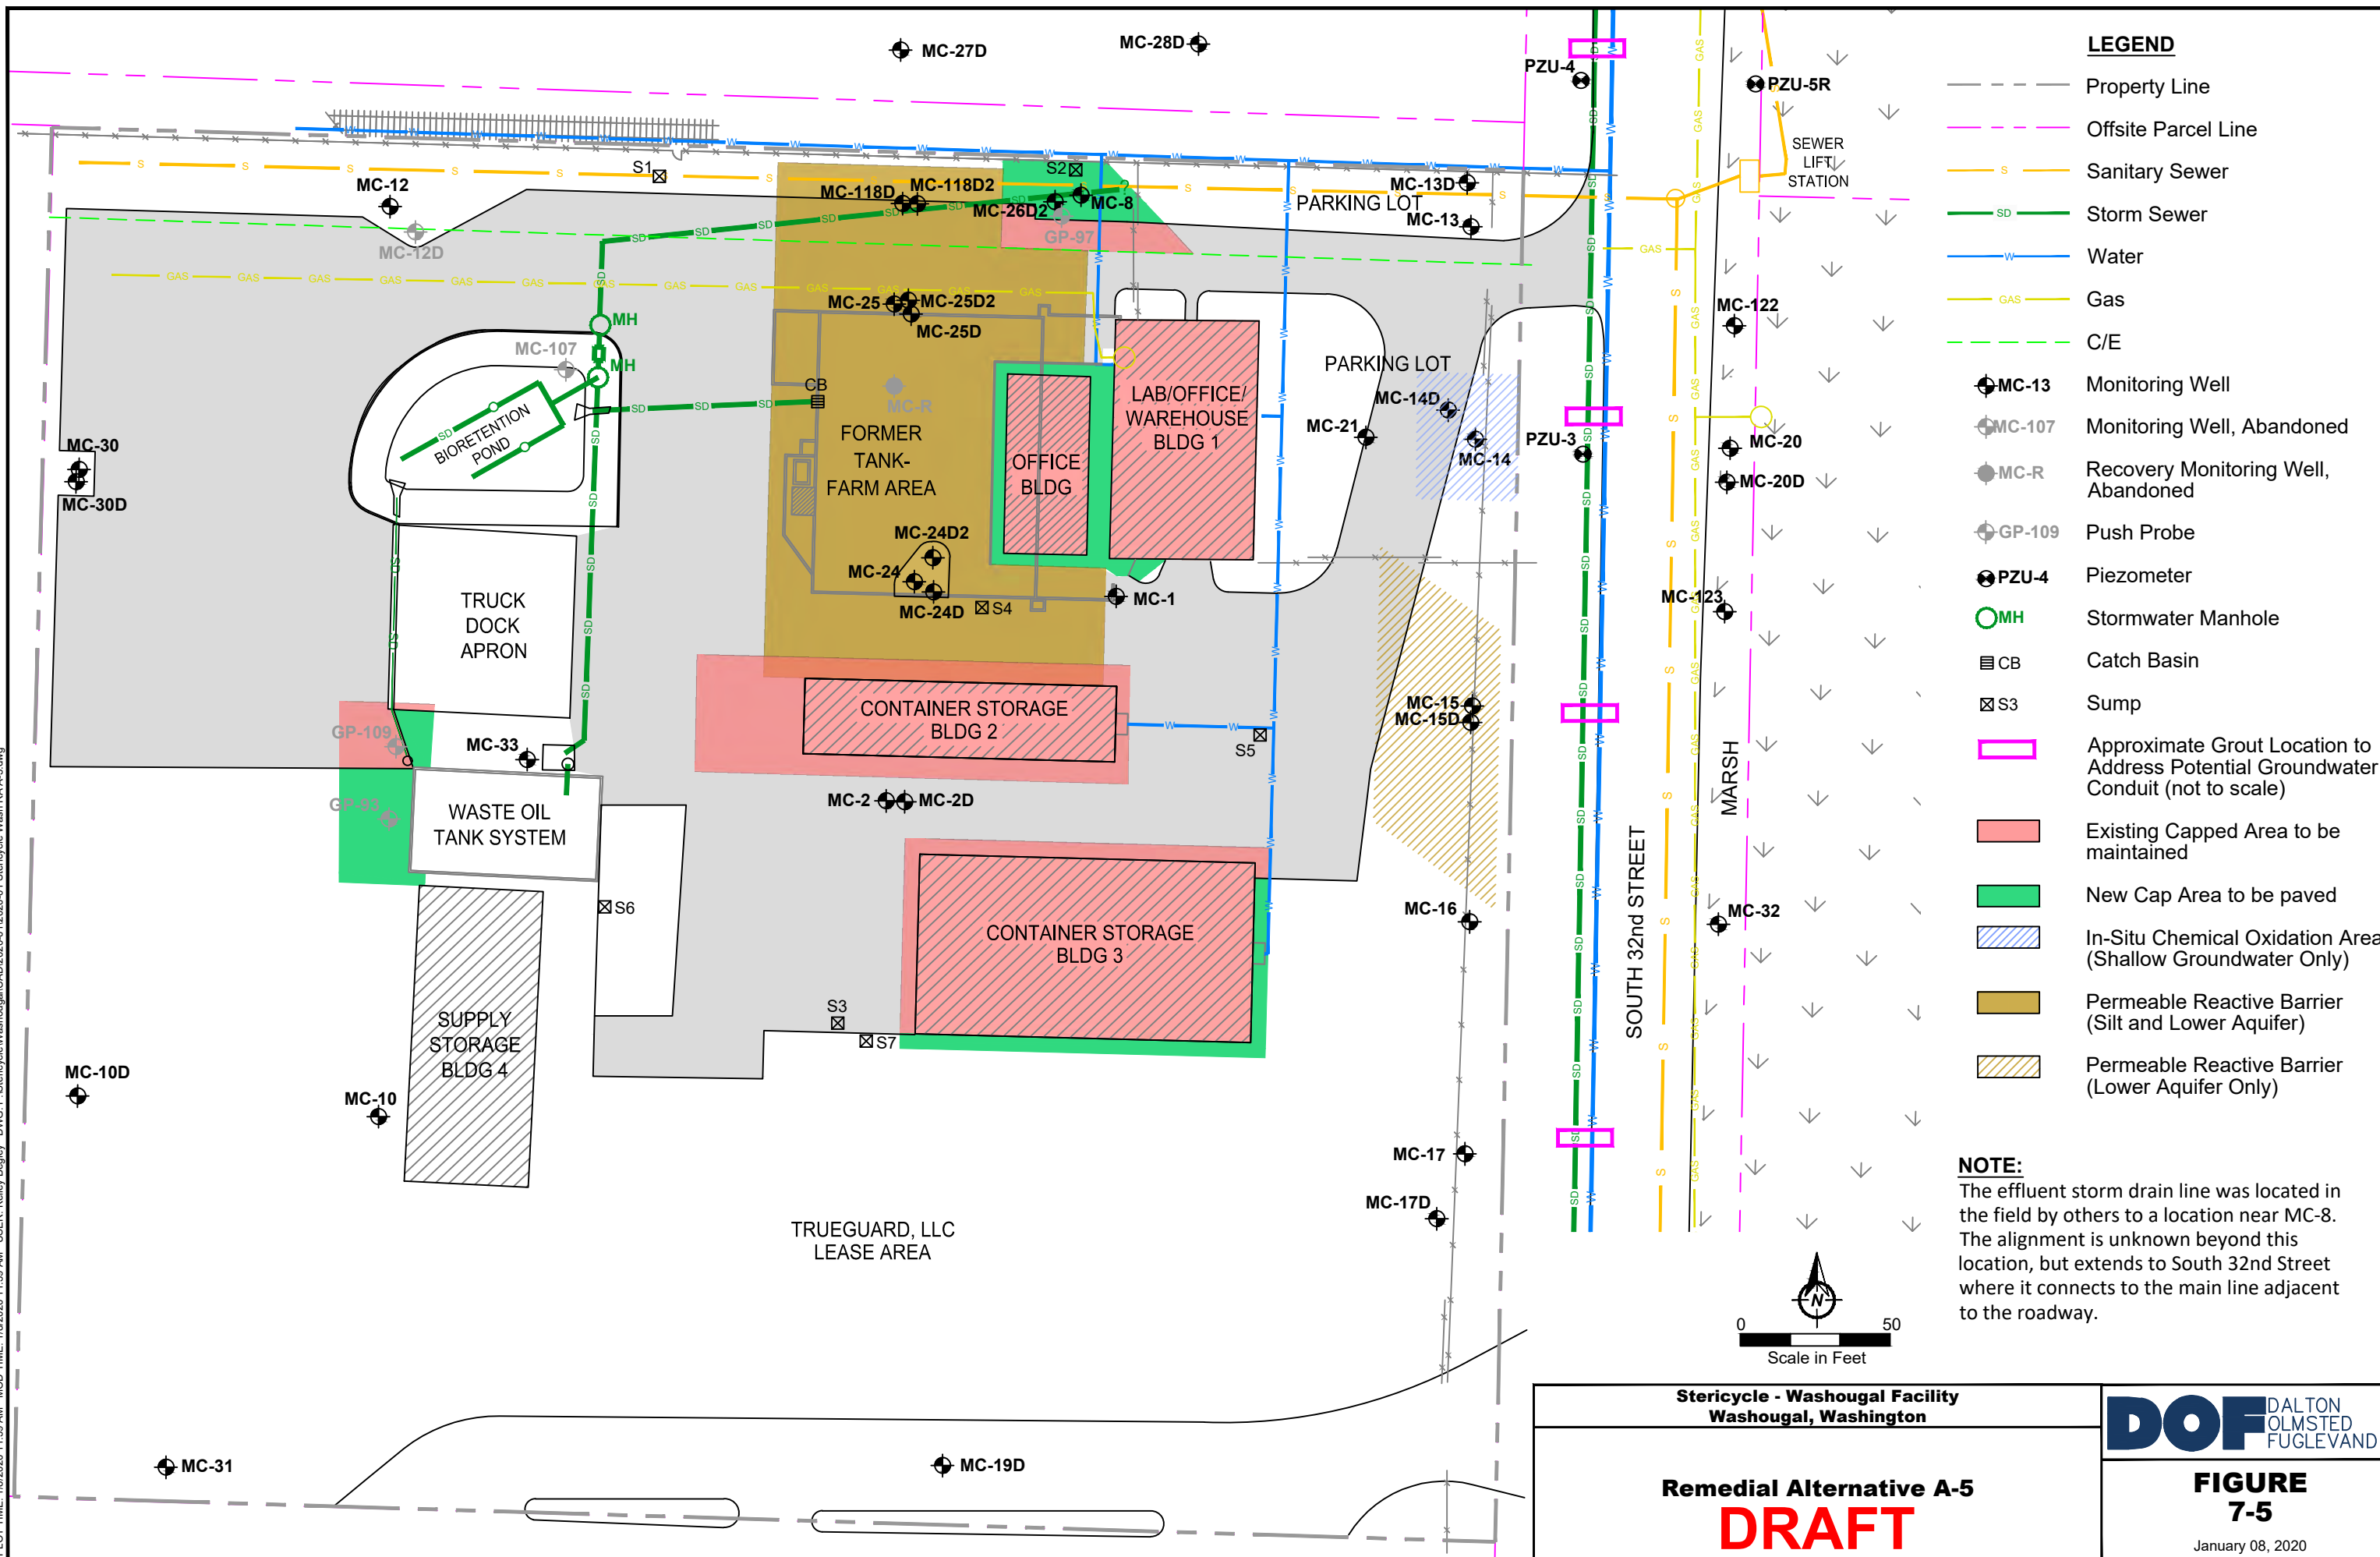 MC-27D
MC-28D
PZU-4
PZU-5R
SEWER
LIFT
STATION
S1
S2
MC-12
MC-12D
MC-118D
MC-118D2
MC-26D2
MC-8
?
GP-97
MC-13D
PARKING LOT
MC-13
MC-25
MC-25D2
MC-25D
MH
MH
MC-107
BIORETENTION
POND
CB
MC-R
FORMER
TANK-
FARM AREA
OFFICE
BLDG
LAB/OFFICE/
WAREHOUSE
BLDG 1
PARKING LOT
MC-14D
MC-14
MC-21
PZU-3
MC-122
MC-20
MC-20D
MC-123
MC-30
MC-30D
MC-24D2
MC-24
MC-24D
S4
MC-1
TRUCK
DOCK
APRON
CONTAINER STORAGE
BLDG 2
S5
MC-15
MC-15D
GP-109
MC-33
GP-93
WASTE OIL
TANK SYSTEM
MC-2
MC-2D
MARSH
SOUTH 32nd STREET
MC-16
MC-32
S6
CONTAINER STORAGE
BLDG 3
SUPPLY
STORAGE
BLDG 4
S3
S7
MC-10D
MC-10
MC-17
MC-17D
TRUEGUARD, LLC
LEASE AREA
MC-31
MC-19D
LEGEND
Property Line
Offsite Parcel Line
S
Sanitary Sewer
SD
Storm Sewer
W
Water
GAS
Gas
C/E
MC-13
Monitoring Well
MC-107
Monitoring Well, Abandoned
MC-R
Recovery Monitoring Well,
Abandoned
GP-109
Push Probe
PZU-4
Piezometer
MH
Stormwater Manhole
CB
Catch Basin
S3
Sump
Approximate Grout Location to
Address Potential Groundwater
Conduit (not to scale)
Existing Capped Area to be
maintained
New Cap Area to be paved
In-Situ Chemical Oxidation Area
(Shallow Groundwater Only)
Permeable Reactive Barrier
(Silt and Lower Aquifer)
Permeable Reactive Barrier
(Lower Aquifer Only)
NOTE:
The effluent storm drain line was located in
the field by others to a location near MC-8.
The alignment is unknown beyond this
location, but extends to South 32nd Street
where it connects to the main line adjacent
to the roadway.
N
0 50
Scale in Feet
Stericycle - Washougal Facility
Washougal, Washington
Remedial Alternative A-5
DRAFT
DOF
DALTON
OLMSTED
FUGLEVAND
FIGURE
7-5
January 08, 2020